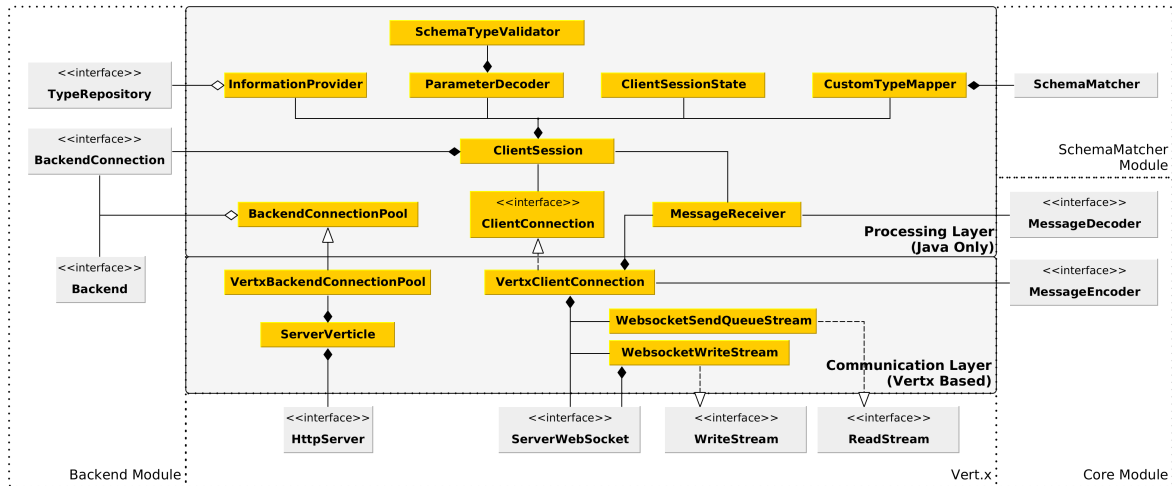 SchemaTypeValidator
<<interface>>
TypeRepository
InformationProvider
ParameterDecoder
ClientSessionState
CustomTypeMapper
SchemaMatcher
<<interface>>
BackendConnection
ClientSession
SchemaMatcher
Module
BackendConnectionPool
<<interface>>
ClientConnection
MessageReceiver
<<interface>>
MessageDecoder
Processing Layer
(Java Only)
<<interface>>
Backend
VertxBackendConnectionPool
VertxClientConnection
<<interface>>
MessageEncoder
ServerVerticle
WebsocketSendQueueStream
WebsocketWriteStream
Communication Layer
(Vertx Based)
<<interface>>
HttpServer
<<interface>>
ServerWebSocket
<<interface>>
WriteStream
<<interface>>
ReadStream
Backend Module
Vert.x
Core Module